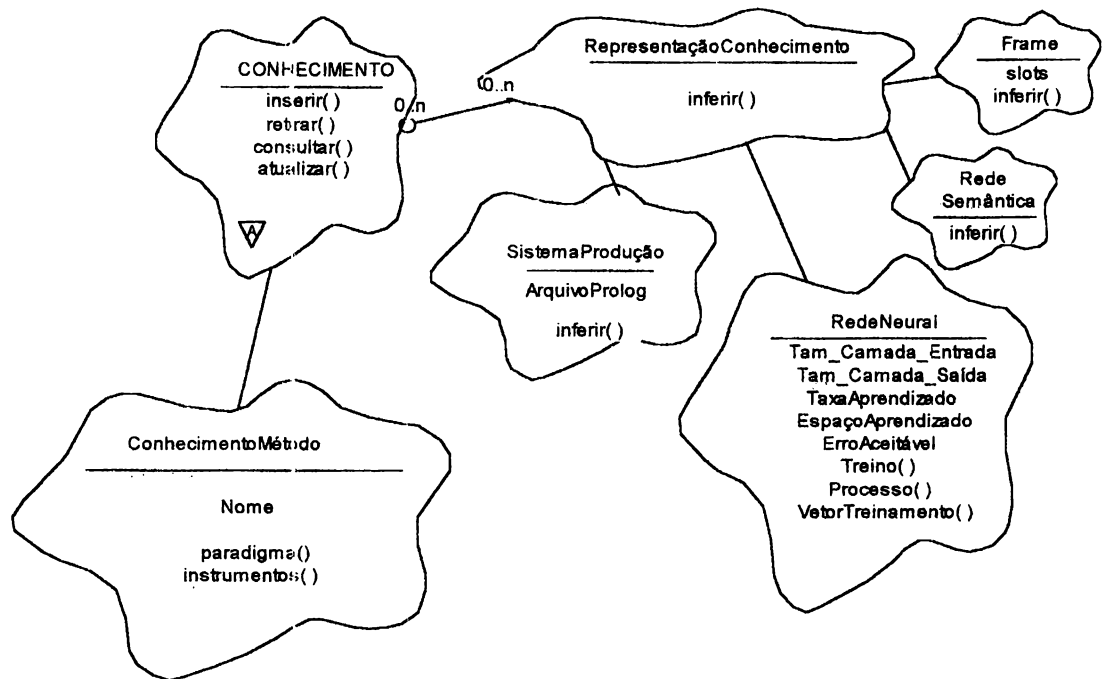 CONHECIMENTO
inserir()
retirar()
consultar()
atualizar()
A
0..n
0..n
RepresentaçãoConhecimento
inferir()
Frame
slots
inferir()
Rede
Semântica
inferir()
SistemaProdução
ArquivoProlog
inferir()
RedeNeural
Tam_Camada_Entrada
Tam_Camada_Saída
TaxaAprendizado
EspaçoAprendizado
ErroAceitável
Treino()
Processo()
VetorTreinamento()
ConhecimentoMétodo
Nome
paradigma()
instrumentos()